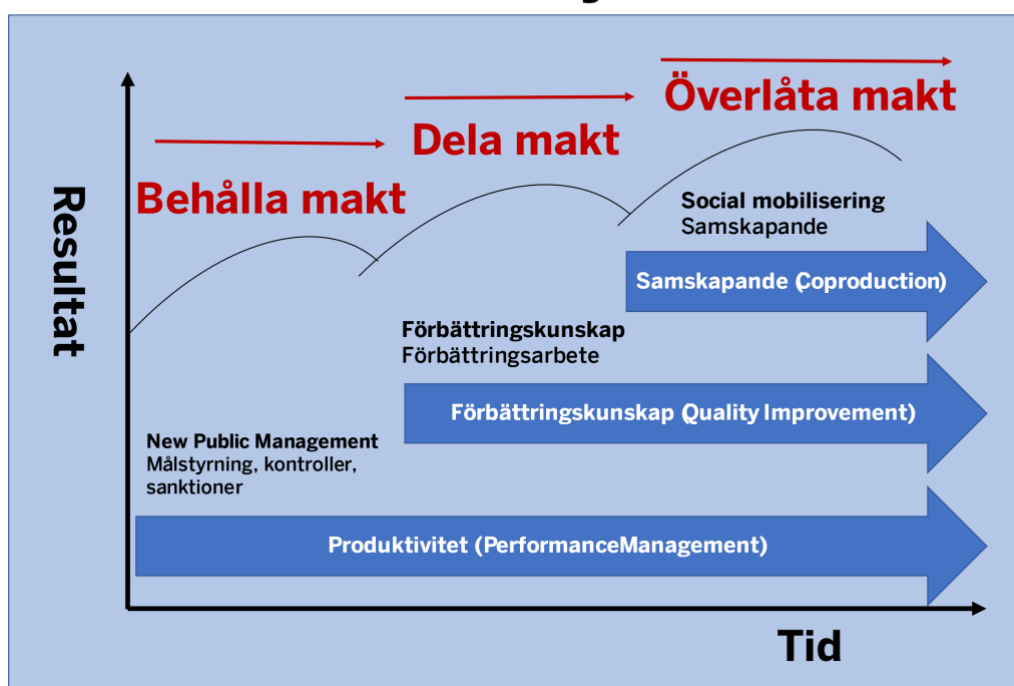 Överlåta makt
Dela makt
Behålla makt
Resultat
Social mobilisering
Samskapande
Samskapande (Coproduction)
Förbättringskunskap
Förbättringsarbete
Förbättringskunskap (Quality Improvement)
New Public Management
Målstyrning, kontroller,
sanktioner
Produktivitet (PerformanceManagement)
Tid